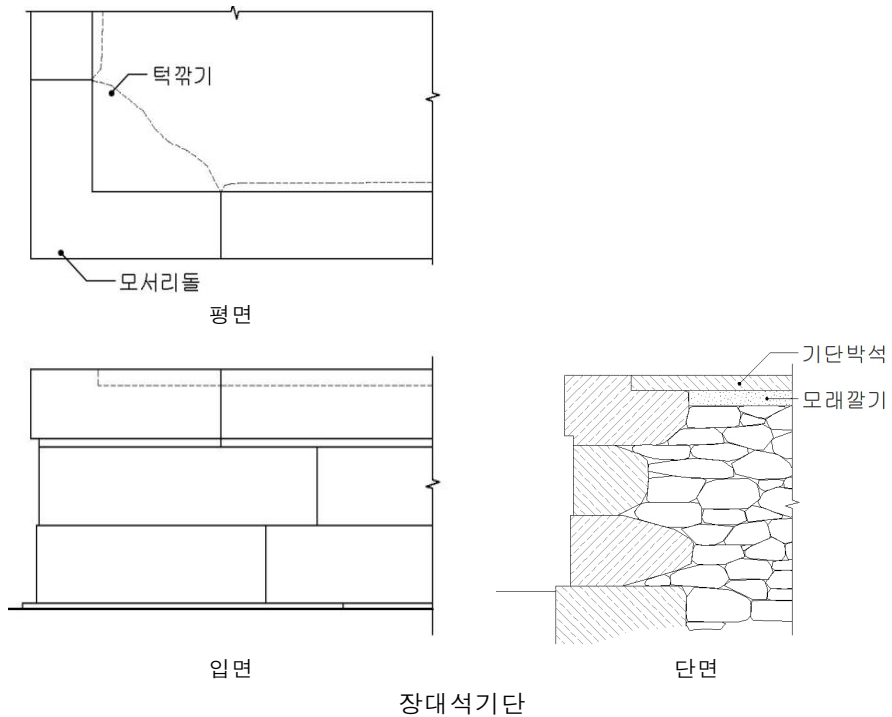 턱깎기
모서리돌
평면
기단박석
모래깔기
입면
단면
장대석기단